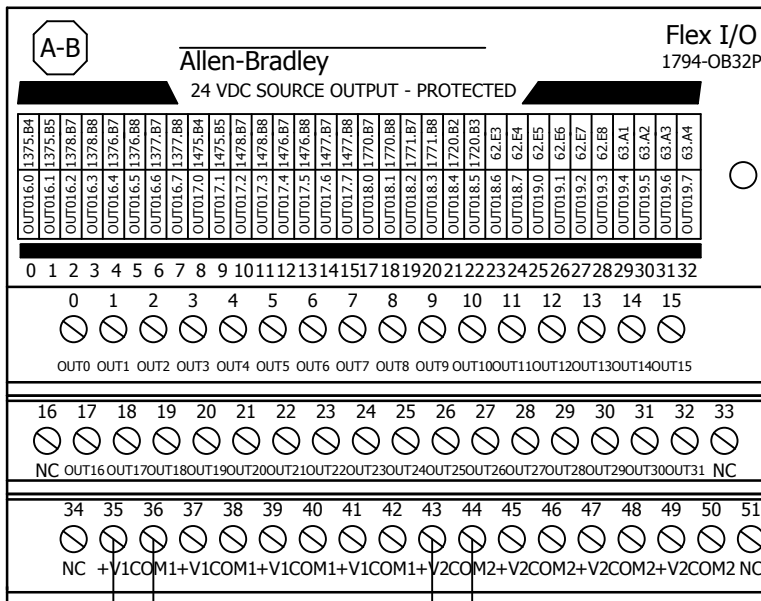 A-B
Allen-Bradley
Flex I/O
1794-OB32P
24 VDC SOURCE OUTPUT - PROTECTED
1375.B4 1375.B5 1378.B7 1378.B8 1376.B7 1376.B8 1377.B7 1377.B8 1475.B4 1475.B5 1478.B7 1478.B8 1476.B7 1476.B8 1477.B7 1477.B8 1770.B7 1770.B8 1771.B7 1771.B8 1720.B2 1720.B3 62.E3 62.E4 62.E5 62.E6 62.E7 62.E8 63.A1 63.A2 63.A3 63.A4
OUT016.0 OUT016.1 OUT016.2 OUT016.3 OUT016.4 OUT016.5 OUT016.6 OUT016.7 OUT017.0 OUT017.1 OUT017.2 OUT017.3 OUT017.4 OUT017.5 OUT017.6 OUT017.7 OUT018.0 OUT018.1 OUT018.2 OUT018.3 OUT018.4 OUT018.5 OUT018.6 OUT018.7 OUT019.0 OUT019.1 OUT019.2 OUT019.3 OUT019.4 OUT019.5 OUT019.6 OUT019.7
0 1 2 3 4 5 6 7 8 9 10 11 12 13 14 15 17 18 19 20 21 22 23 24 25 26 27 28 29 30 31 32
0 1 2 3 4 5 6 7 8 9 10 11 12 13 14 15
OUT0 OUT1 OUT2 OUT3 OUT4 OUT5 OUT6 OUT7 OUT8 OUT9 OUT10 OUT11 OUT12 OUT13 OUT14 OUT15
16 17 18 19 20 21 22 23 24 25 26 27 28 29 30 31 32 33
NC OUT16 OUT17 OUT18 OUT19 OUT20 OUT21 OUT22 OUT23 OUT24 OUT25 OUT26 OUT27 OUT28 OUT29 OUT30 OUT31 NC
34 35 36 37 38 39 40 41 42 43 44 45 46 47 48 49 50 51
NC +V1 COM1 +V1 COM1 +V1 COM1 +V1 COM1 +V2 COM2 +V2 COM2 +V2 COM2 +V2 COM2 NC